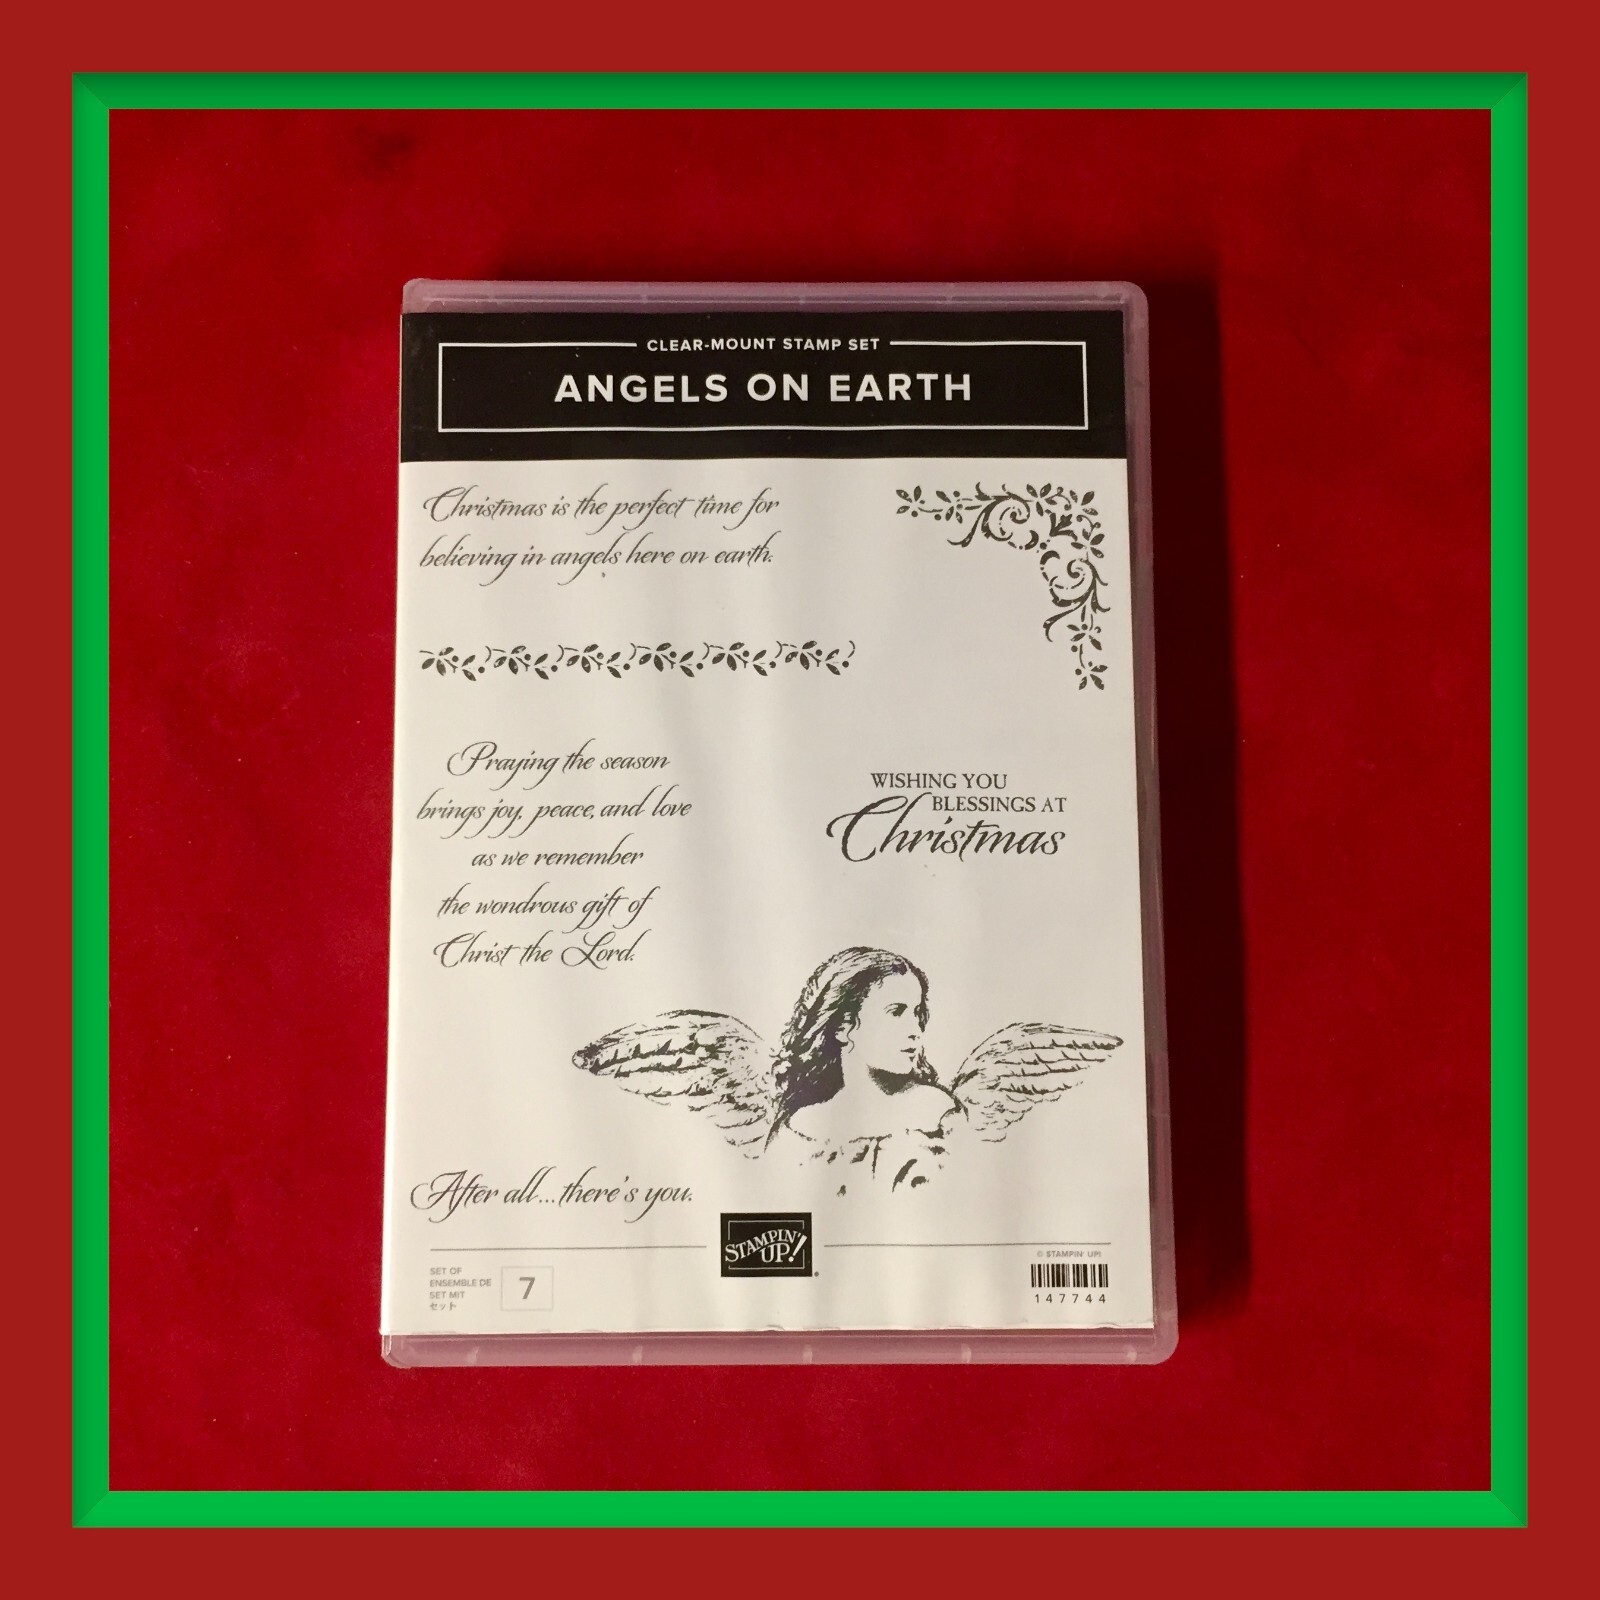 CLEAR-MOUNT STAMP SET
ANGELS ON EARTH
Christmas is the perfect time for
believing in angels here on earth.
Praying the season
brings joy, peace, and love
as we remember
the wondrous gift of
Christ the Lord.
WISHING YOU
BLESSINGS AT
Christmas
After all...there's you.
STAMPIN'
UP!
SET OF
ENSEMBLE DE
SET MIT
セット
7
© STAMPIN' UP!
147744